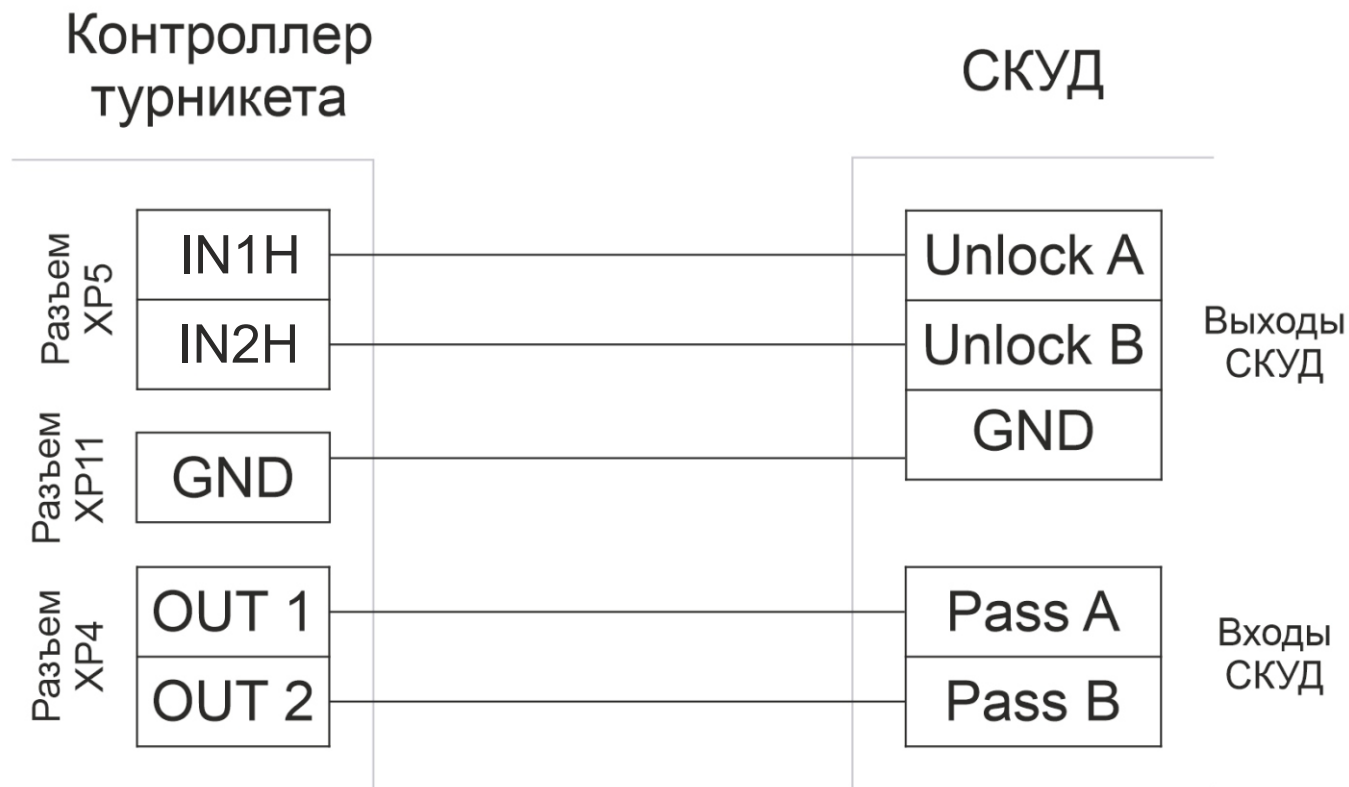 Контроллер
турникета
СКУД
Разъем
XP5
IN1H
IN2H
Unlock A
Unlock B
GND
Выходы
СКУД
Разъем
XP11
GND
Разъем
XP4
OUT 1
OUT 2
Pass A
Pass B
Входы
СКУД